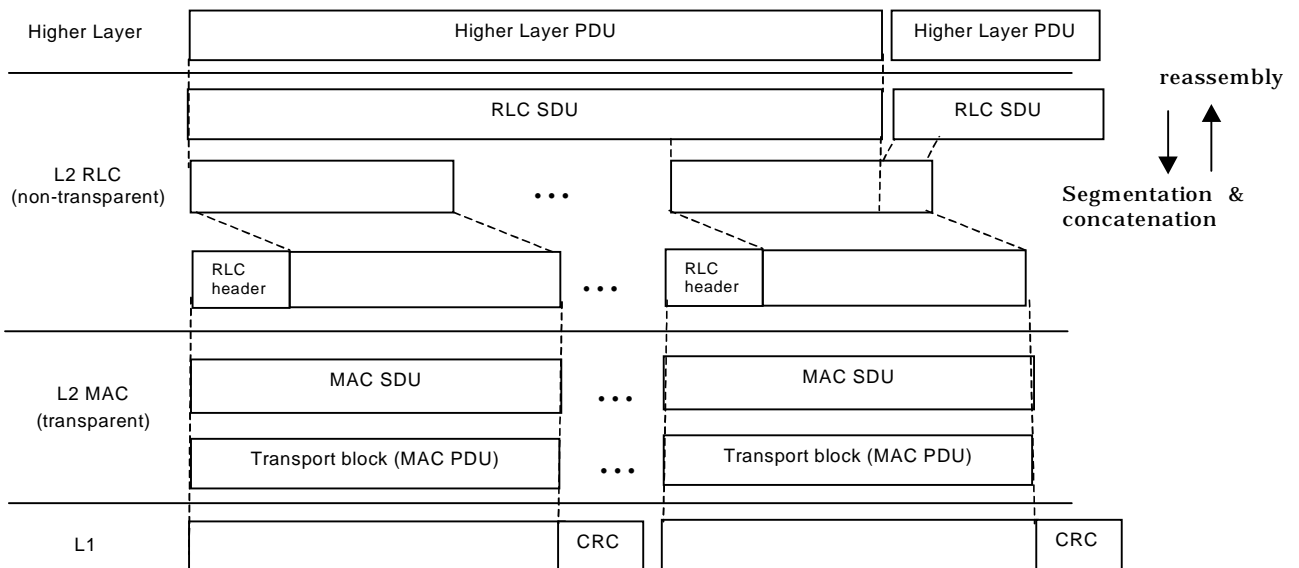 Higher Layer
Higher Layer PDU
Higher Layer PDU
reassembly
RLC SDU
RLC SDU
L2 RLC
(non-transparent)
...
Segmentation &
concatenation
RLC
header
...
RLC
header
L2 MAC
(transparent)
MAC SDU
...
MAC SDU
Transport block (MAC PDU)
...
Transport block (MAC PDU)
L1
CRC
CRC